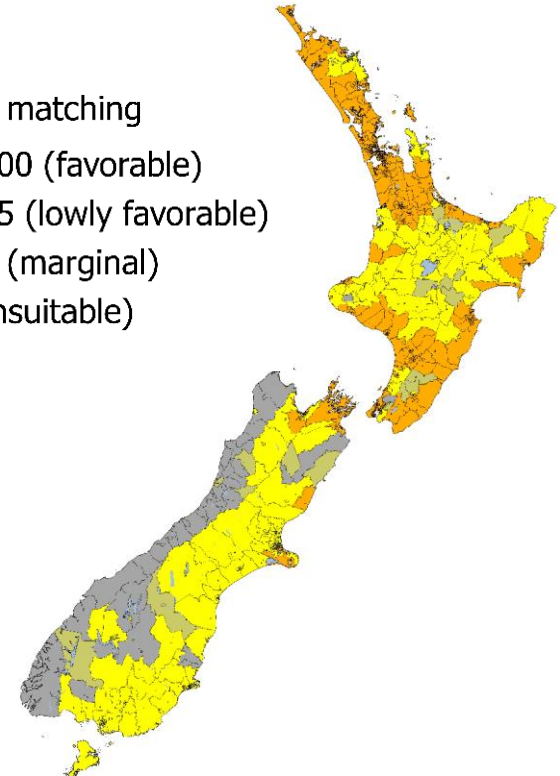 matching
00 (favorable)
5 (lowly favorable)
(marginal)
nsuitable)